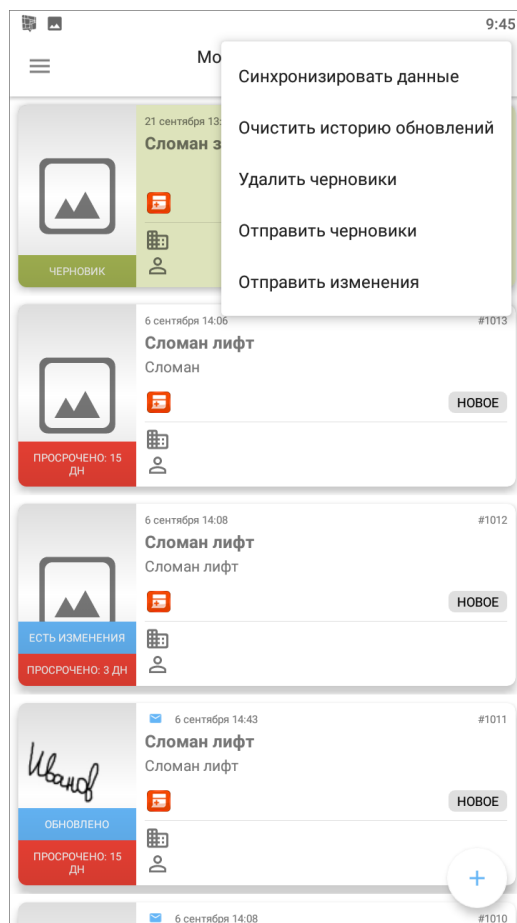 9:45
Мо
Синхронизировать данные
Очистить историю обновлений
Удалить черновики
Отправить черновики
Отправить изменения
21 сентября 13:
Сломан з
ЧЕРНОВИК
6 сентября 14:06 #1013
Сломан лифт
Сломан
НОВОЕ
ПРОСРОЧЕНО: 15
ДН
6 сентября 14:08 #1012
Сломан лифт
Сломан лифт
НОВОЕ
ЕСТЬ ИЗМЕНЕНИЯ
ПРОСРОЧЕНО: 3 ДН
6 сентября 14:43 #1011
Сломан лифт
Сломан лифт
Иванов
НОВОЕ
ОБНОВЛЕНО
ПРОСРОЧЕНО: 15
ДН
6 сентября 14:08 #1010